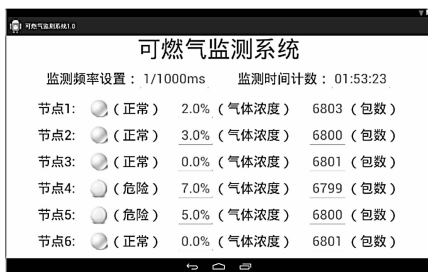 可燃气监测系统1.0
可燃气监测系统
监测频率设置：1/1000ms 监测时间计数：01:53:23
节点1: （正常） 2.0% （气体浓度） 6803 （包数）
节点2: （正常） 3.0% （气体浓度） 6800 （包数）
节点3: （正常） 0.0% （气体浓度） 6801 （包数）
节点4: （危险） 7.0% （气体浓度） 6799 （包数）
节点5: （危险） 5.0% （气体浓度） 6800 （包数）
节点6: （正常） 0.0% （气体浓度） 6801 （包数）